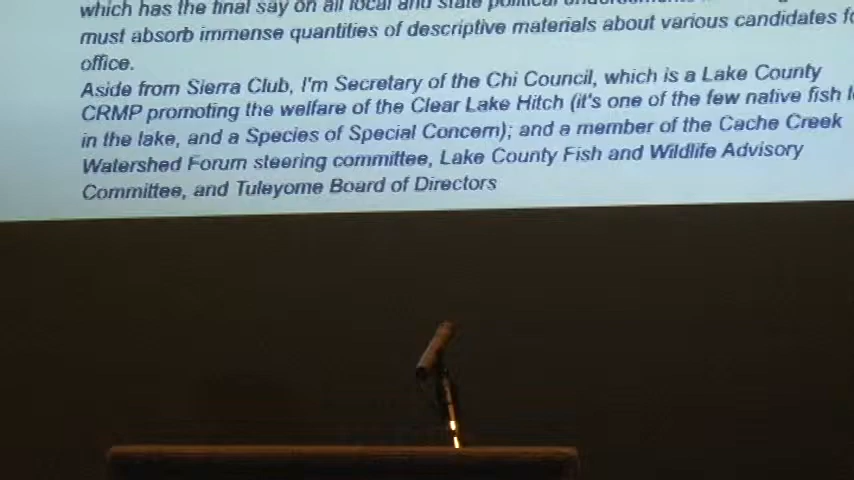 which has the final say on all local and state political
must absorb immense quantities of descriptive materials about various candidates fo
office.
Aside from Sierra Club, I'm Secretary of the Chi Council, which is a Lake County
CRMP promoting the welfare of the Clear Lake Hitch (it's one of the few native fish l
in the lake, and a Species of Special Concern); and a member of the Cache Creek
Watershed Forum steering committee, Lake County Fish and Wildlife Advisory
Committee, and Tuleyome Board of Directors